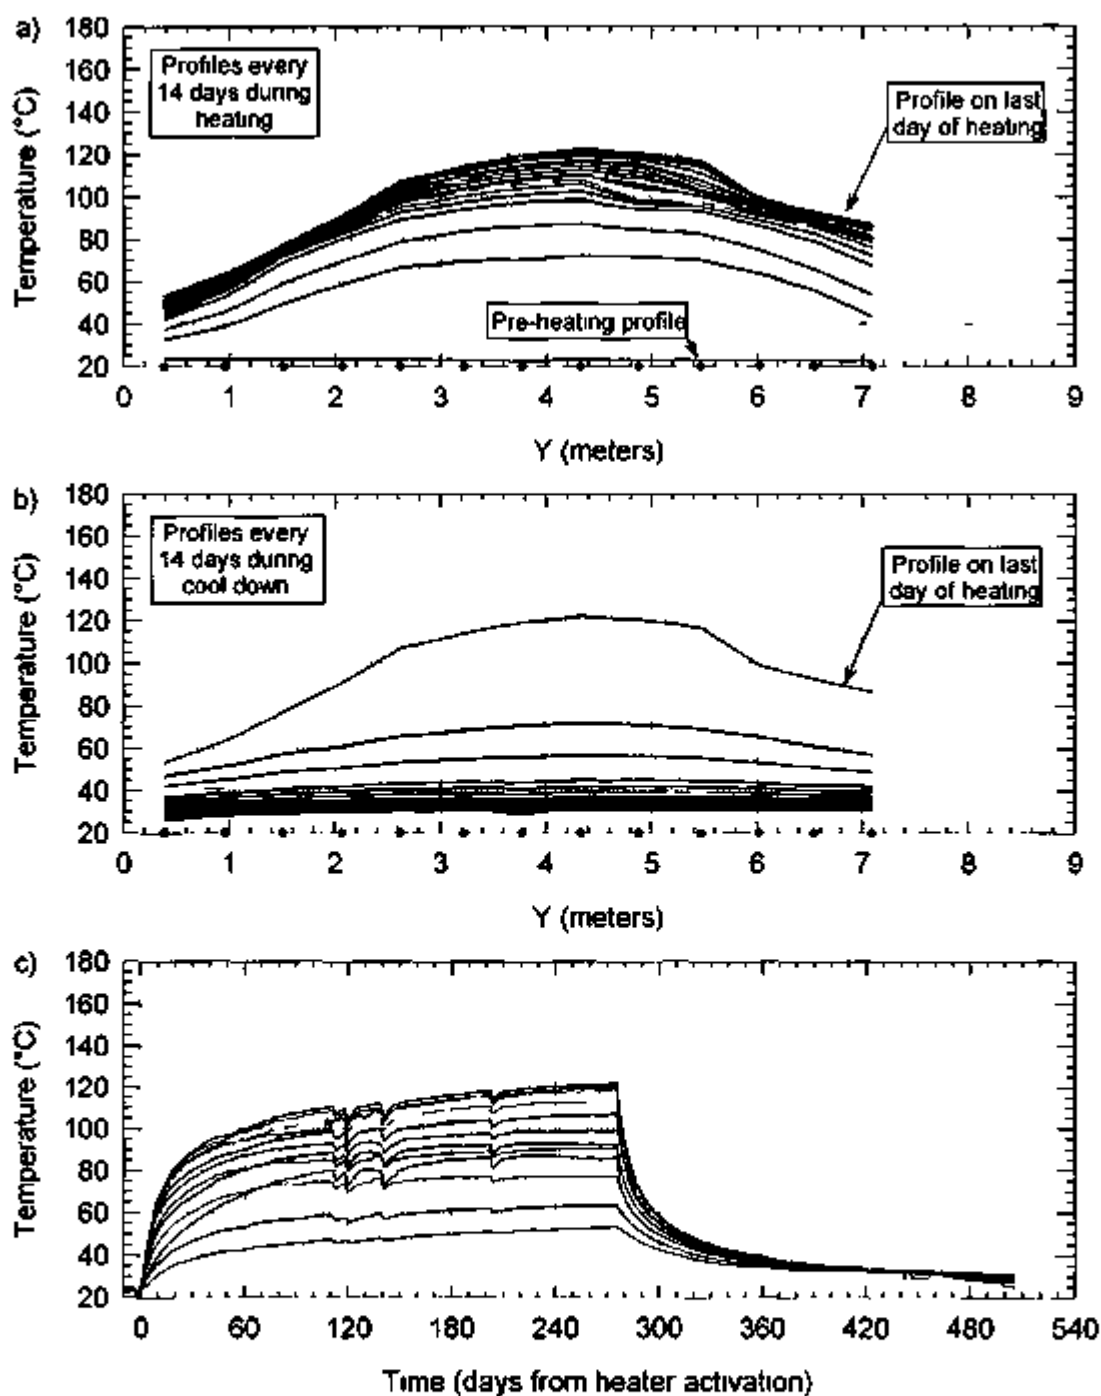 a)
180
160
140
120
100
80
60
40
20
Temperature (°C)
Profiles every
14 days during
heating
Profile on last
day of heating
Pre-heating profile
0 1 2 3 4 5 6 7 8 9
Y (meters)
b)
180
160
140
120
100
80
60
40
20
Temperature (°C)
Profiles every
14 days during
cool down
Profile on last
day of heating
0 1 2 3 4 5 6 7 8 9
Y (meters)
c)
180
160
140
120
100
80
60
40
20
Temperature (°C)
0 60 120 180 240 300 360 420 480 540
Time (days from heater activation)